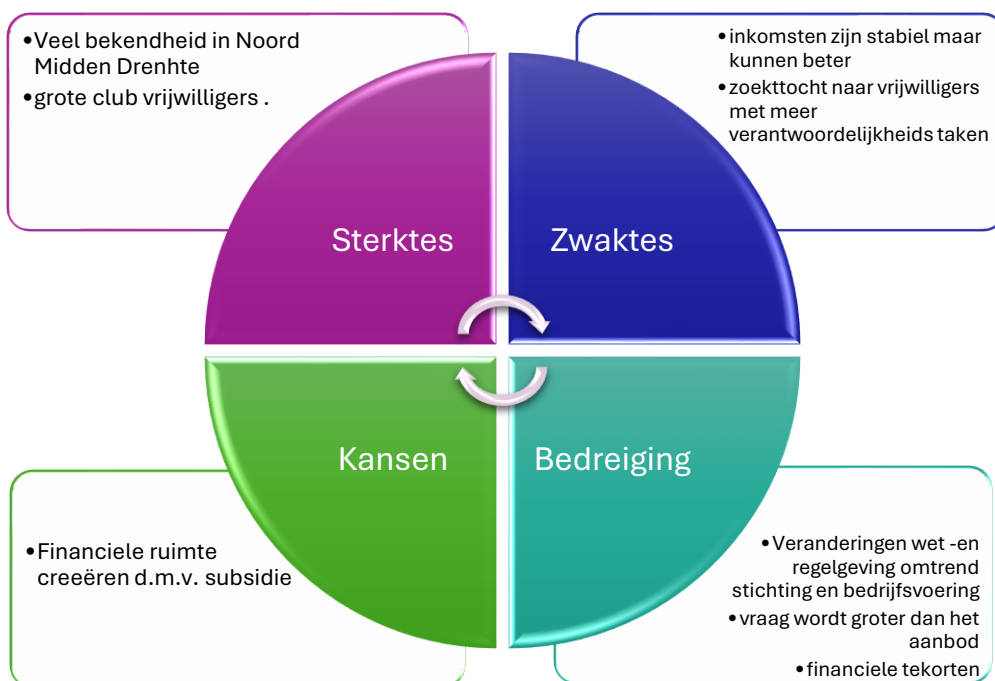 •Veel bekendheid in Noord
Midden Drenhte
•grote club vrijwilligers .
•inkomsten zijn stabiel maar
kunnen beter
•zoekttocht naar vrijwilligers
met meer
verantwoordelijkheids taken
Sterktes
Zwaktes
Kansen
Bedreiging
•Financiele ruimte
creeëren d.m.v. subsidie
•Veranderingen wet -en
regelgeving omtrend
stichting en bedrijfsvoering
•vraag wordt groter dan het
aanbod
•financiele tekorten